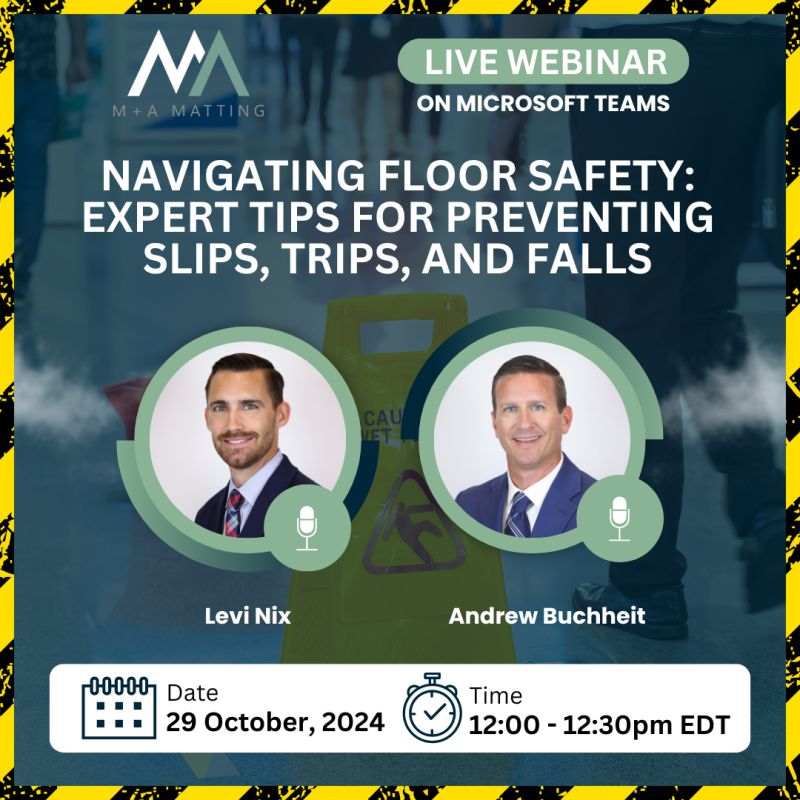 M + A MATTING
LIVE WEBINAR
ON MICROSOFT TEAMS
NAVIGATING FLOOR SAFETY:
EXPERT TIPS FOR PREVENTING
SLIPS, TRIPS, AND FALLS
CAU
WET
Levi Nix
Andrew Buchheit
Date
29 October, 2024
Time
12:00 - 12:30pm EDT